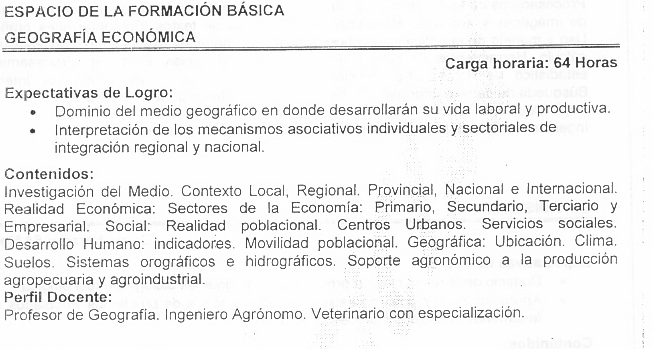 ESPACIO DE LA FORMACIÓN BÁSICA
GEOGRAFÍA ECONÓMICA
Carga horaria: 64 Horas
Expectativas de Logro:
• Dominio del medio geográfico en donde desarrollarán su vida laboral y productiva.
• Interpretación de los mecanismos asociativos individuales y sectoriales de
integración regional y nacional.
Contenidos:
Investigación del Medio. Contexto Local, Regional. Provincial, Nacional e Internacional.
Realidad Económica: Sectores de la Economía: Primario, Secundario, Terciario y
Empresarial. Social: Realidad poblacional. Centros Urbanos. Servicios sociales.
Desarrollo Humano: indicadores. Movilidad poblacional. Geográfica: Ubicación. Clima.
Suelos. Sistemas orográficos e hidrográficos. Soporte agronómico a la producción
agropecuaria y agroindustrial.
Perfil Docente:
Profesor de Geografía. Ingeniero Agrónomo. Veterinario con especialización.